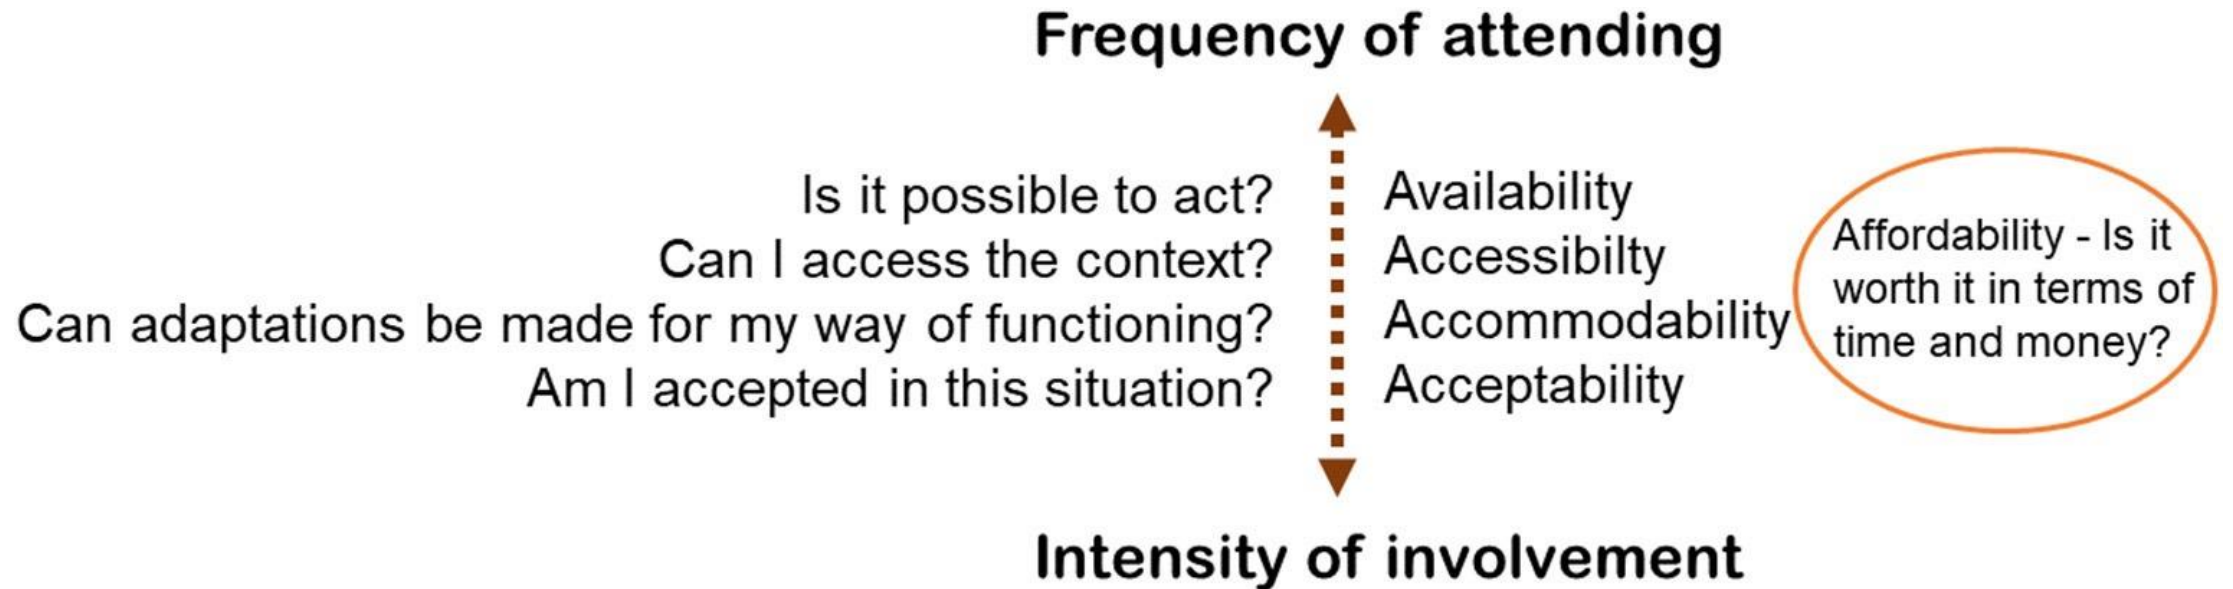 Frequency of attending
Is it possible to act? Availability
Can I access the context? Accessibilty
Can adaptations be made for my way of functioning? Accommodability
Am I accepted in this situation? Acceptability
Affordability - Is it
worth it in terms of
time and money?
Intensity of involvement